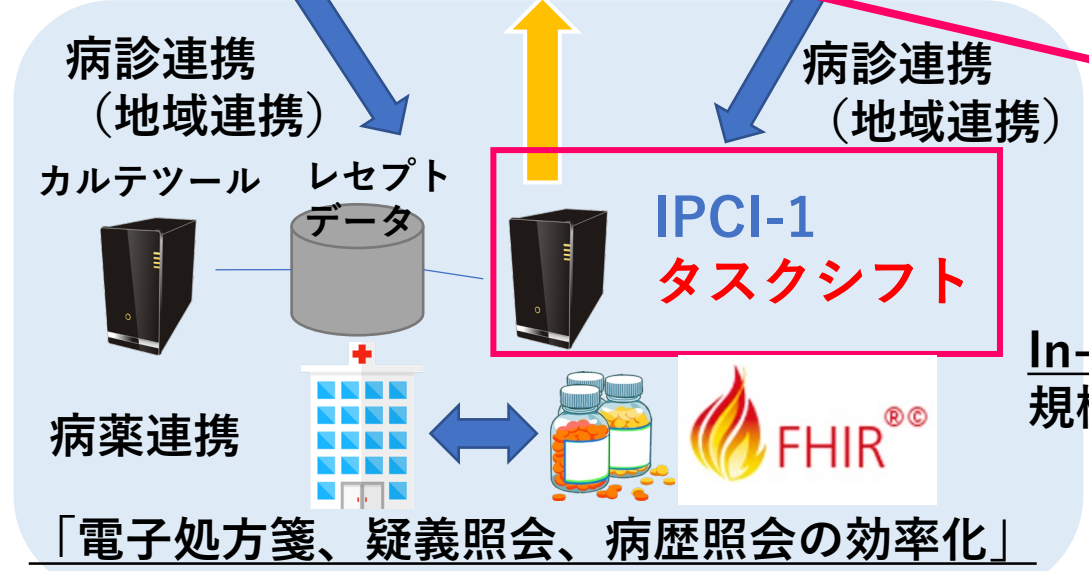 病診連携
（地域連携）
病診連携
（地域連携）
カルテツール
レセプト
データ
IPCI-1
タスクシフト
In-
規
病薬連携
FHIR®©
「電子処方箋、疑義照会、病歴照会の効率化」